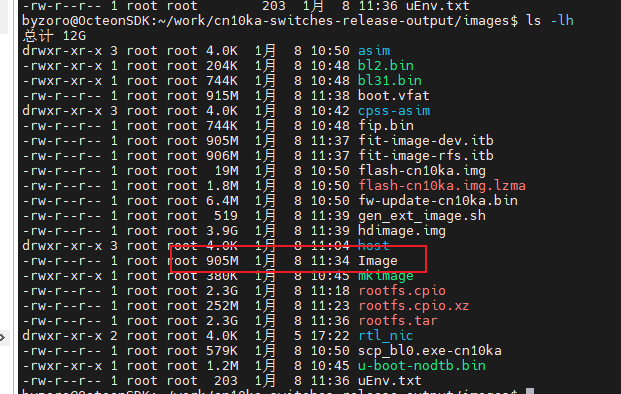 -rw-r--r-- 1 root root 203 1月 8 11:36 uEnv.txt
byzoro@OcteonSDK:~/work/cn10ka-switches-release-output/images$ ls -lh
总计 12G
drwxr-xr-x 3 root root 4.0K 1月 8 10:50 asim
-rwxr-xr-x 1 root root 204K 1月 8 10:48 bl2.bin
-rwxr-xr-x 1 root root 744K 1月 8 10:48 bl31.bin
-rw-r--r-- 1 root root 915M 1月 8 11:38 boot.vfat
drwxr-xr-x 3 root root 4.0K 1月 8 10:42 cpss-asim
-rw-r--r-- 1 root root 744K 1月 8 10:48 fip.bin
-rw-r--r-- 1 root root 905M 1月 8 11:37 fit-image-dev.itb
-rw-r--r-- 1 root root 906M 1月 8 11:37 fit-image-rfs.itb
-rw-r--r-- 1 root root 19M 1月 8 10:50 flash-cn10ka.img
-rw-r--r-- 1 root root 1.8M 1月 8 10:50 flash-cn10ka.img.lzma
-rw-r--r-- 1 root root 6.4M 1月 8 10:50 fw-update-cn10ka.bin
-rw-r--r-- 1 root root 519 1月 8 11:39 gen_ext_image.sh
-rw-r--r-- 1 root root 3.9G 1月 8 11:39 hdimage.img
drwxr-xr-x 3 root root 4.0K 1月 8 11:04 host
-rw-r--r-- 1 root root 905M 1月 8 11:34 Image
-rwxr-xr-x 1 root root 380K 1月 8 10:45 mkimage
-rw-r--r-- 1 root root 2.3G 1月 8 11:18 rootfs.cpio
-rw-r--r-- 1 root root 252M 1月 8 11:23 rootfs.cpio.xz
-rw-r--r-- 1 root root 2.3G 1月 8 11:36 rootfs.tar
drwxr-xr-x 2 root root 4.0K 1月 5 17:22 rtl_nic
-rw-r--r-- 1 root root 579K 1月 8 10:50 scp_bl0.exe-cn10ka
-rwxr-xr-x 1 root root 1.2M 1月 8 10:45 u-boot-nodtb.bin
-rw-r--r-- 1 root root 203 1月 8 11:36 uEnv.txt
byzoro@OcteonSDK:~/work/cn10ka-switches-release-output/images$